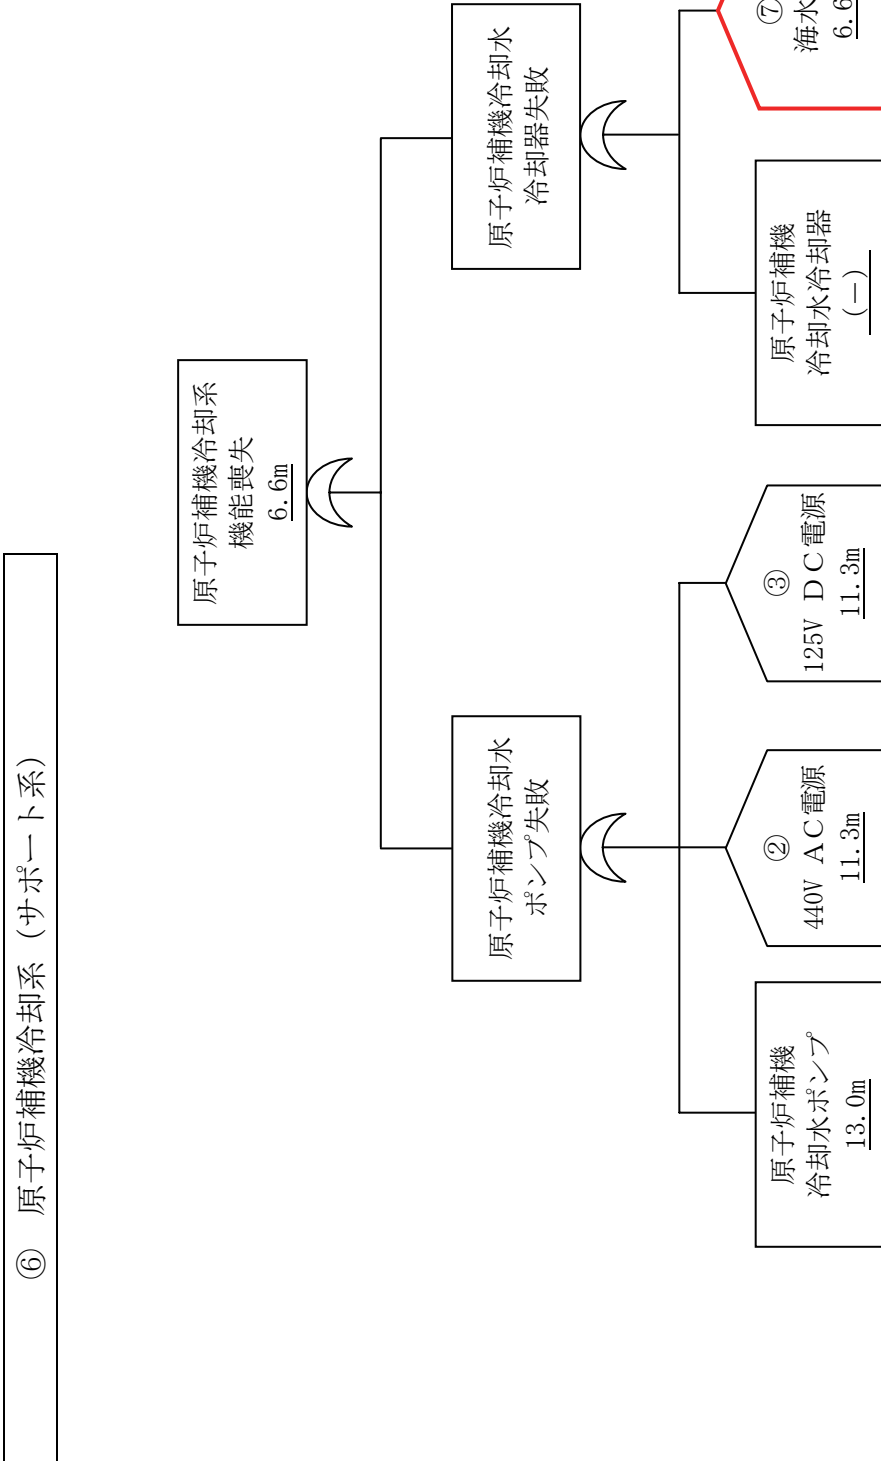 ⑥ 原子炉補機冷却系（サポート系）
原子炉補機冷却系
機能喪失
6.6m
原子炉補機冷却水
ポンプ失敗
原子炉補機冷却水
冷却器失敗
原子炉補機
冷却水ポンプ
13.0m
②
440V ＡＣ電源
11.3m
③
125V ＤＣ電源
11.3m
原子炉補機
冷却水冷却器
(－)
⑦
海水
6.6